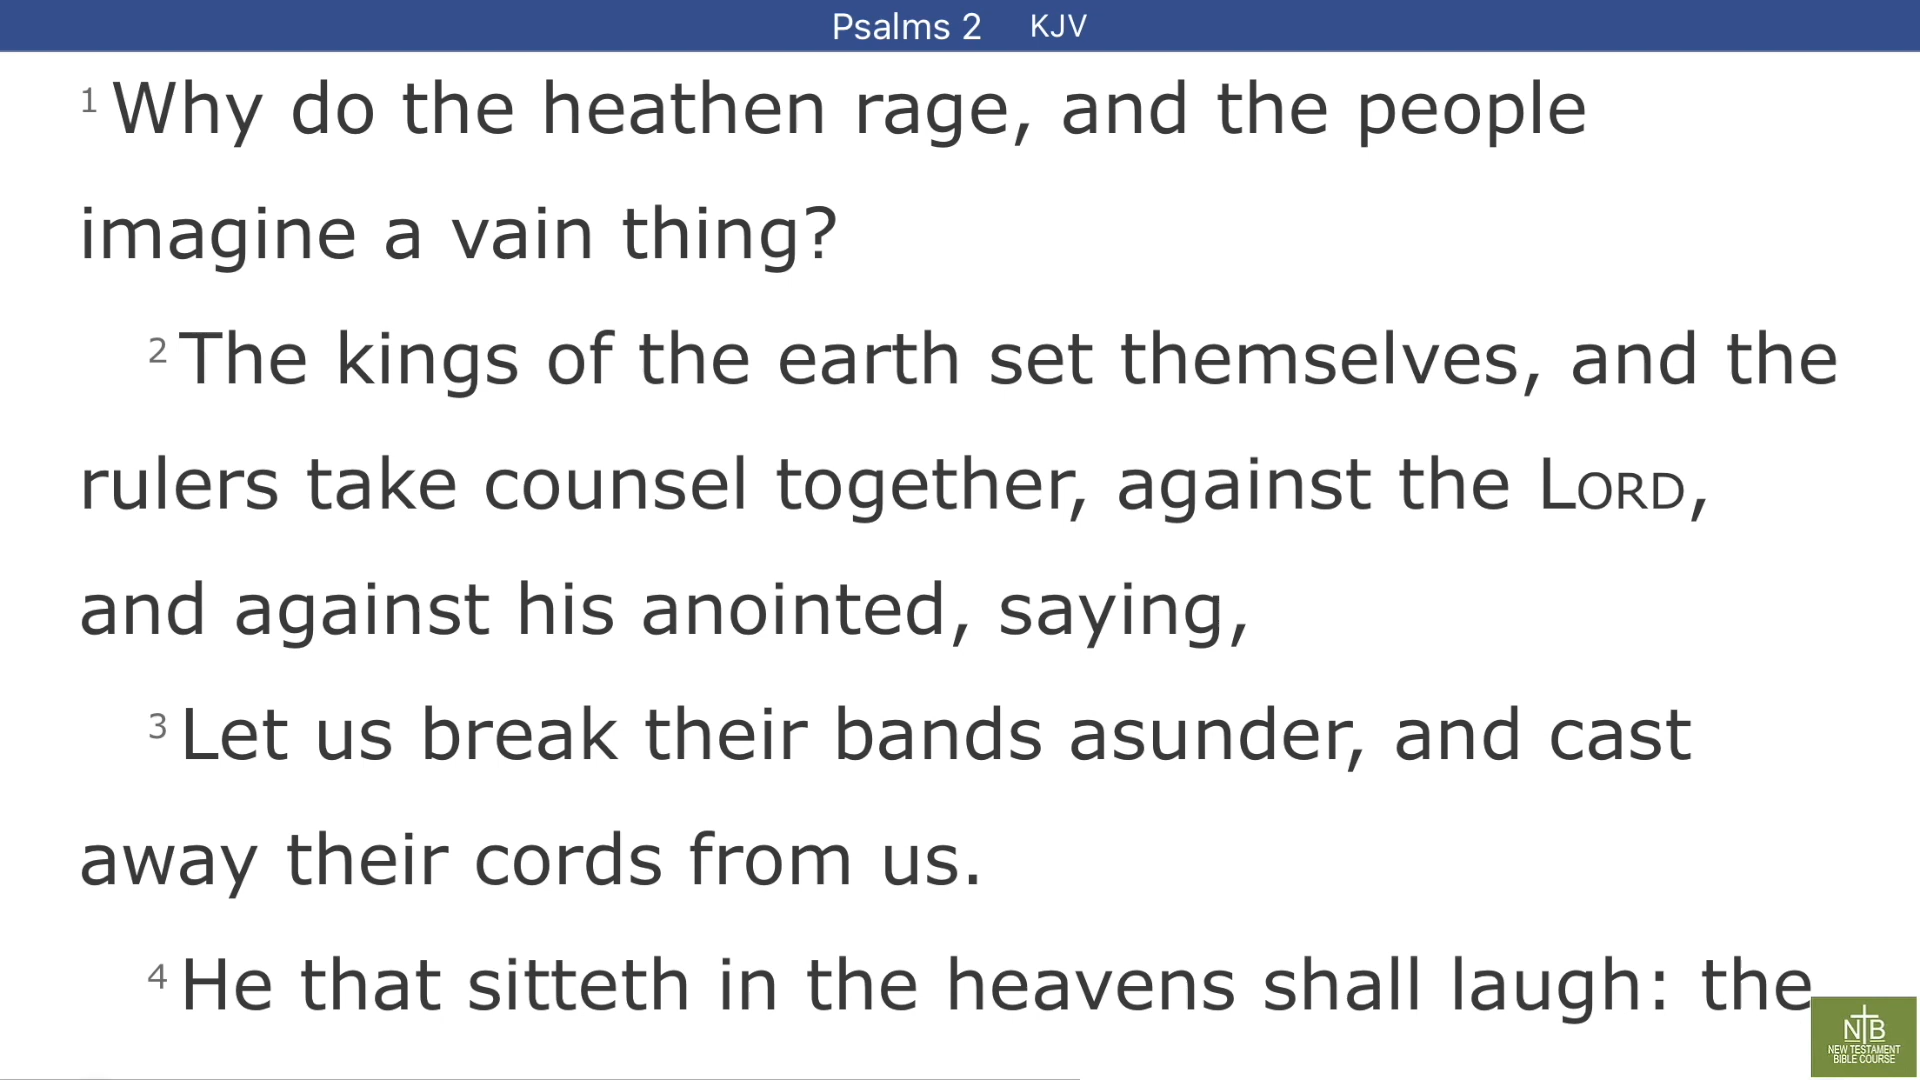 Psalms 2 KJV
1 Why do the heathen rage, and the people
imagine a vain thing?
2 The kings of the earth set themselves, and the
rulers take counsel together, against the LORD,
and against his anointed, saying,
3 Let us break their bands asunder, and cast
away their cords from us.
4 He that sitteth in the heavens shall laugh: the
NTB
NEW TESTAMENT
BIBLE COURSE